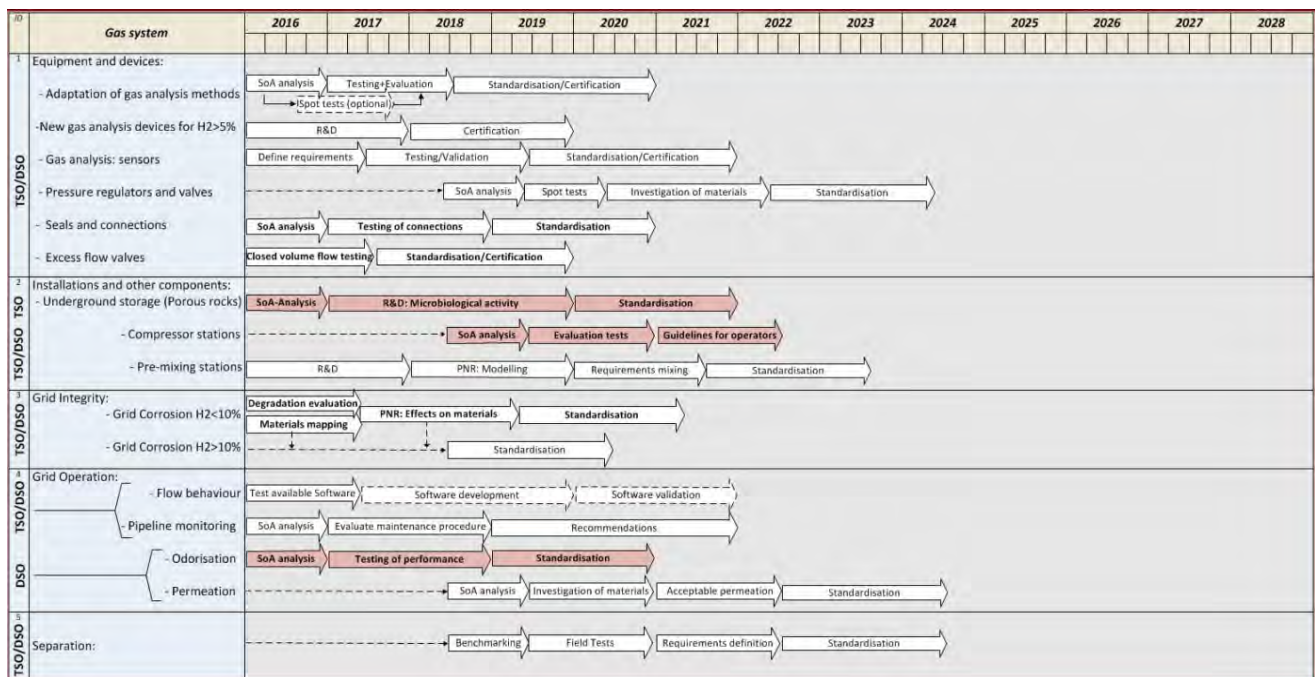 Gas system 2016 2017 2018 2019 2020 2021 2022 2023 2024 2025 2026 2027 2028
1 Equipment and devices:
TSO/DSO
- Adaptation of gas analysis methods SoA analysis Testing+Evaluation Standardisation/Certification
Spot tests (optional)
-New gas analysis devices for H2>5% R&D Certification
- Gas analysis: sensors Define requirements Testing/Validation Standardisation/Certification
- Pressure regulators and valves SoA analysis Spot tests Investigation of materials Standardisation
- Seals and connections SoA analysis Testing of connections Standardisation
- Excess flow valves Closed volume flow testing Standardisation/Certification
2 Installations and other components:
TSO
- Underground storage (Porous rocks) SoA-Analysis R&D: Microbiological activity Standardisation
TSO/DSO
- Compressor stations SoA analysis Evaluation tests Guidelines for operators
- Pre-mixing stations R&D PNR: Modelling Requirements mixing Standardisation
3 Grid Integrity:
TSO/DSO
Degradation evaluation
- Grid Corrosion H2<10% PNR: Effects on materials Standardisation
Materials mapping
- Grid Corrosion H2>10% Standardisation
4 Grid Operation:
TSO/DSO
- Flow behaviour Test available Software Software development Software validation
- Pipeline monitoring SoA analysis Evaluate maintenance procedure Recommendations
DSO
- Odorisation SoA analysis Testing of performance Standardisation
- Permeation SoA analysis Investigation of materials Acceptable permeation Standardisation
5
TSO/DSO
Separation: Benchmarking Field Tests Requirements definition Standardisation